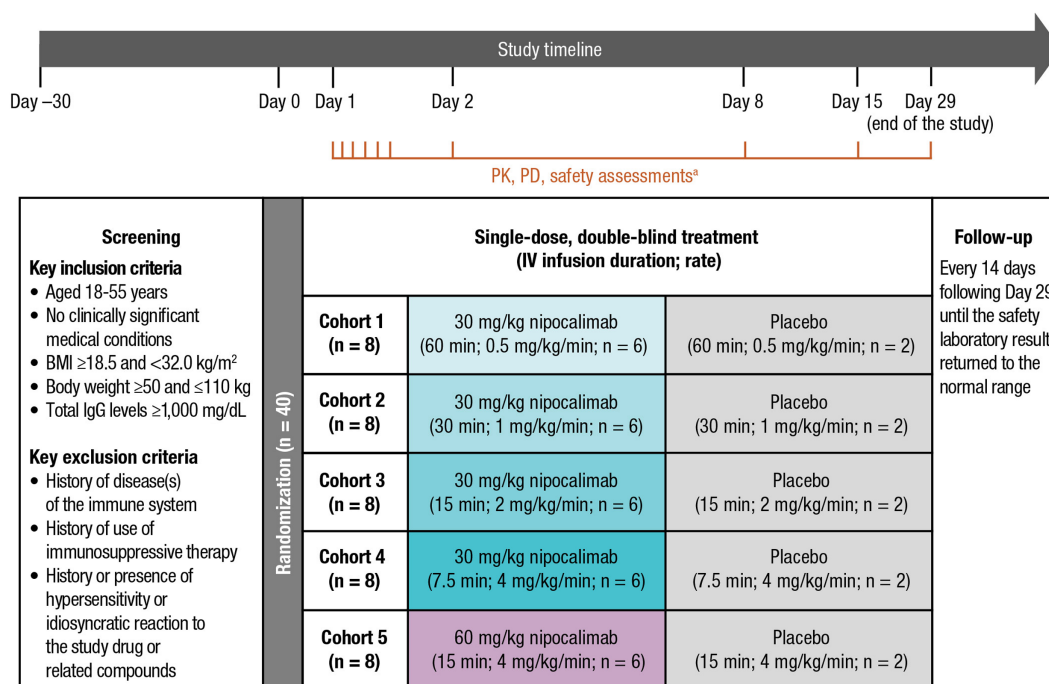 Study timeline
Day –30
Day 0
Day 1
Day 2
Day 8
Day 15
Day 29
(end of the study)
PK, PD, safety assessmentsᵃ
Screening
Key inclusion criteria
• Aged 18-55 years
• No clinically significant
medical conditions
• BMI ≥18.5 and <32.0 kg/m²
• Body weight ≥50 and ≤110 kg
• Total IgG levels ≥1,000 mg/dL
Key exclusion criteria
• History of disease(s)
of the immune system
• History of use of
immunosuppressive therapy
• History or presence of
hypersensitivity or
idiosyncratic reaction to
the study drug or
related compounds
Randomization (n = 40)
Single-dose, double-blind treatment
(IV infusion duration; rate)
Cohort 1
(n = 8)
30 mg/kg nipocalimab
(60 min; 0.5 mg/kg/min; n = 6)
Placebo
(60 min; 0.5 mg/kg/min; n = 2)
Cohort 2
(n = 8)
30 mg/kg nipocalimab
(30 min; 1 mg/kg/min; n = 6)
Placebo
(30 min; 1 mg/kg/min; n = 2)
Cohort 3
(n = 8)
30 mg/kg nipocalimab
(15 min; 2 mg/kg/min; n = 6)
Placebo
(15 min; 2 mg/kg/min; n = 2)
Cohort 4
(n = 8)
30 mg/kg nipocalimab
(7.5 min; 4 mg/kg/min; n = 6)
Placebo
(7.5 min; 4 mg/kg/min; n = 2)
Cohort 5
(n = 8)
60 mg/kg nipocalimab
(15 min; 4 mg/kg/min; n = 6)
Placebo
(15 min; 4 mg/kg/min; n = 2)
Follow-up
Every 14 days
following Day 29
until the safety
laboratory result
returned to the
normal range